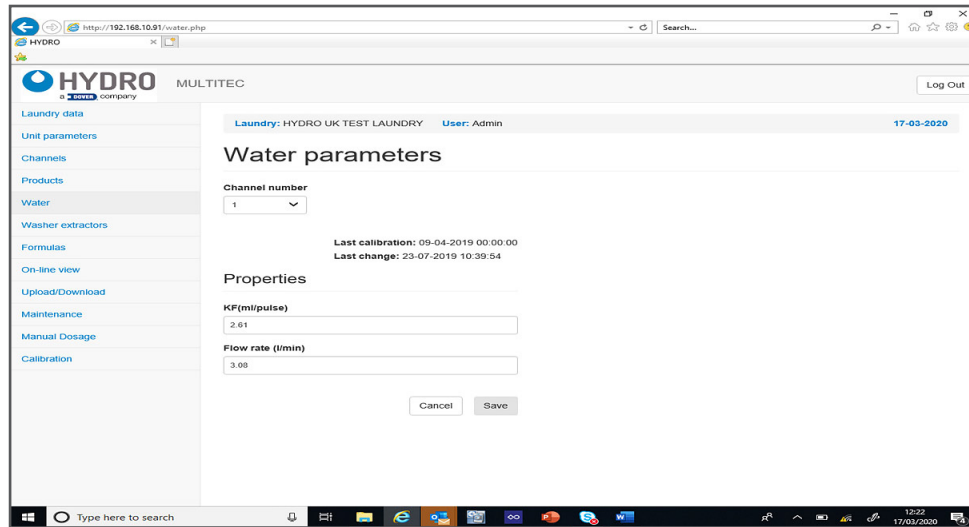 http://192.168.10.91/water.php
Search...
HYDRO
HYDRO
a DOVER company
MULTITEC
Log Out
Laundry data
Unit parameters
Channels
Products
Water
Washer extractors
Formulas
On-line view
Upload/Download
Maintenance
Manual Dosage
Calibration
Laundry: HYDRO UK TEST LAUNDRY User: Admin
17-03-2020
Water parameters
Channel number
1
Last calibration: 09-04-2019 00:00:00
Last change: 23-07-2019 10:39:54
Properties
KF(ml/pulse)
2.61
Flow rate (l/min)
3.08
Cancel Save
Type here to search
12:22
17/03/2020